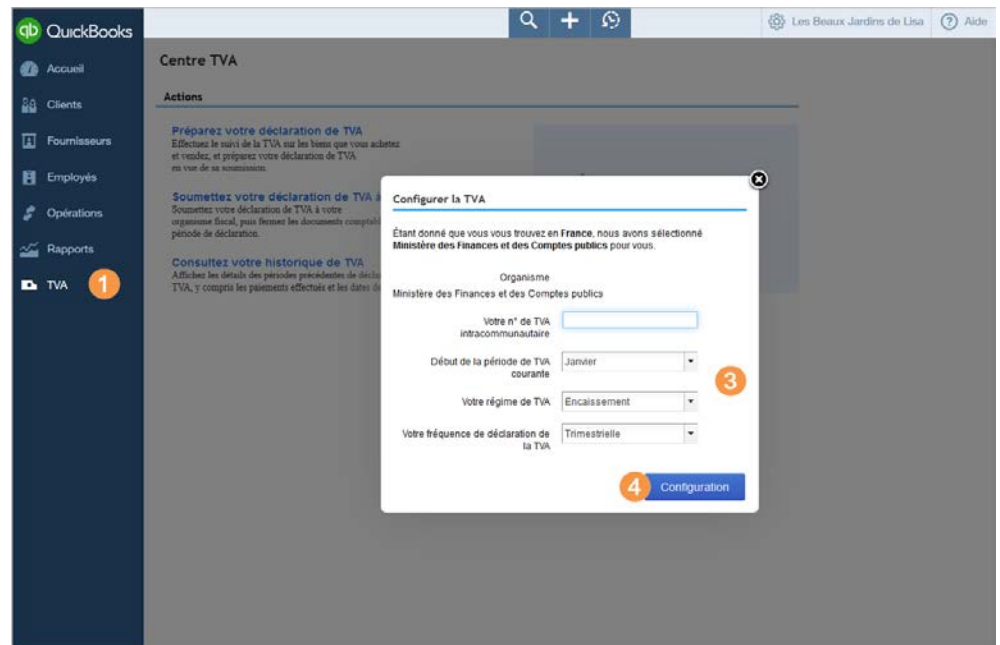 QuickBooks
Les Beaux Jardins de Lisa
Aide
Accueil
Clients
Fournisseurs
Employés
Opérations
Rapports
TVA
1
Centre TVA
Actions
Préparez votre déclaration de TVA
Effectuez le suivi de la TVA sur les biens que vous achetez
et vendez, et préparez votre déclaration de TVA
en vue de sa soumission.
Soumettez votre déclaration de TVA à
Soumettez votre déclaration de TVA à votre
organisme fiscal, puis fermez les documents comptabl
période de déclaration.
Consultez votre historique de TVA
Affichez les détails des périodes précédentes de décla
TVA, y compris les paiements effectués et les dates de
Configurer la TVA
Étant donné que vous vous trouvez en France, nous avons sélectionné
Ministère des Finances et des Comptes publics pour vous.
Organisme
Ministère des Finances et des Comptes publics
Votre n° de TVA
intracommunautaire
Début de la période de TVA
courante
Janvier
Votre régime de TVA
Encaissement
Votre fréquence de déclaration de
la TVA
Trimestrielle
3
4
Configuration